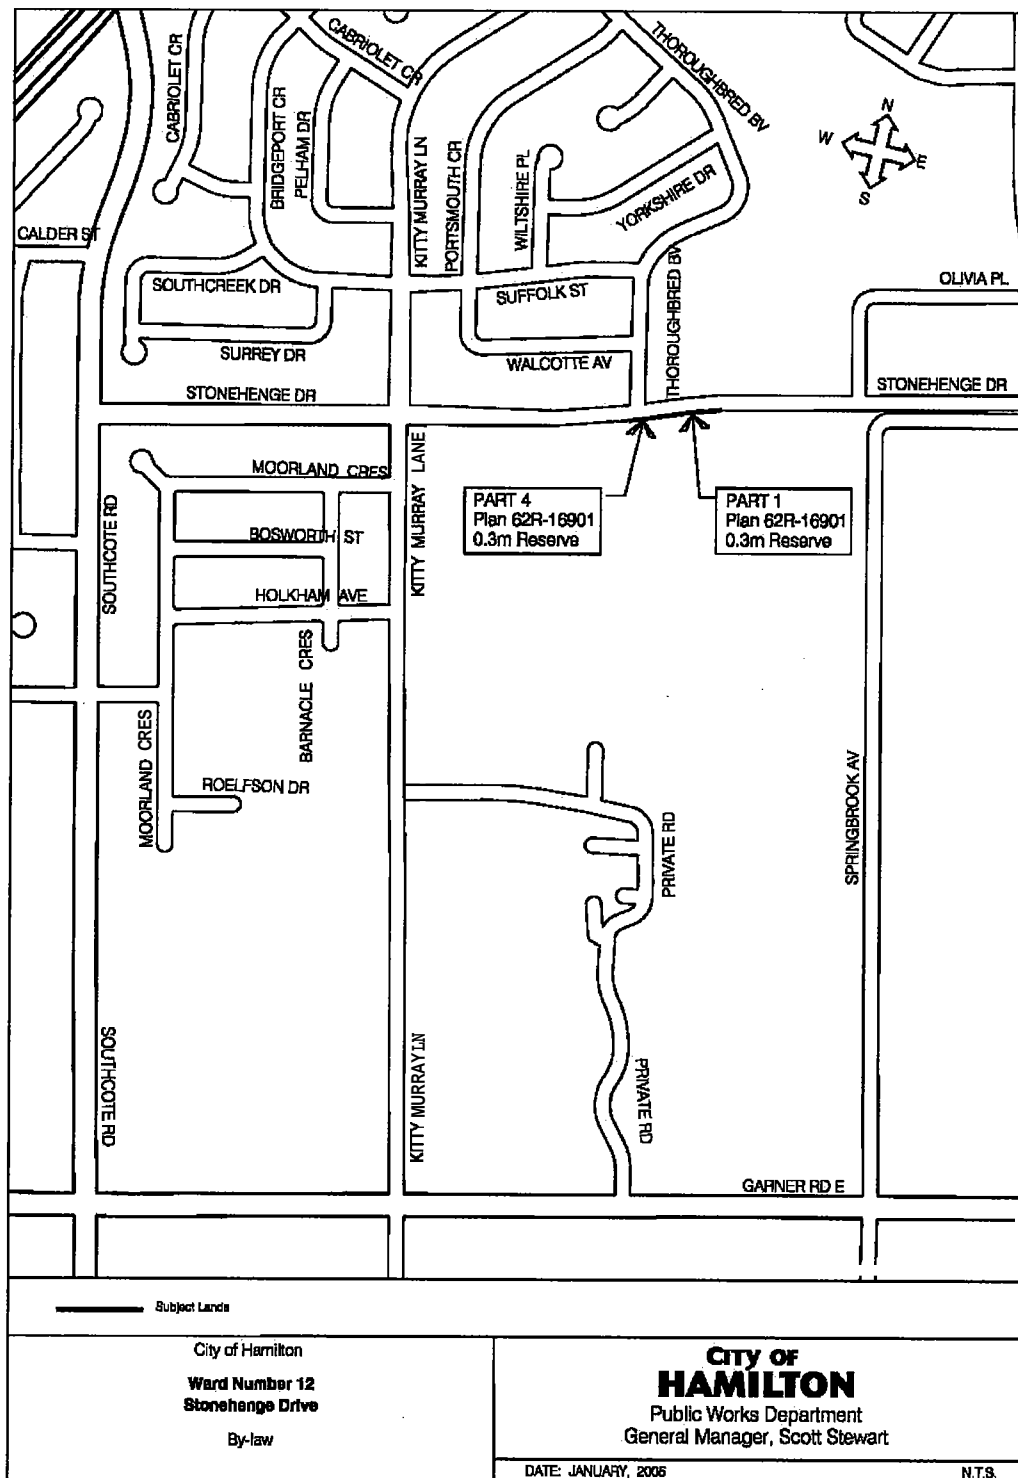 CABRIOLET CR
CABRIOLET CR
THOROUGHBRED BV
BRIDGEPORT CR
PELHAM DR
KITTY MURRAY LN
PORTSMOUTH CR
WILTSHIRE PL
YORKSHIRE DR
N
W
E
S
CALDER ST
SOUTHCREEK DR
SUFFOLK ST
THOROUGHBRED BV
OLIVIA PL
SURREY DR
WALCOTTE AV
STONEHENGE DR
STONEHENGE DR
MOORLAND CRES
KITTY MURRAY LANE
PART 4
Plan 62R-16901
0.3m Reserve
PART 1
Plan 62R-16901
0.3m Reserve
SOUTHCOTE RD
BOSWORTH ST
HOLKHAM AVE
BARNACLE CRES
MOORLAND CRES
ROELFSON DR
PRIVATE RD
SPRINGBROOK AV
SOUTHCOTE RD
KITTY MURRAY LN
PRIVATE RD
GARNER RD E
Subject Lands
City of Hamilton
Ward Number 12
Stonehenge Drive
By-law
CITY OF
HAMILTON
Public Works Department
General Manager, Scott Stewart
DATE: JANUARY,
N.T.S.